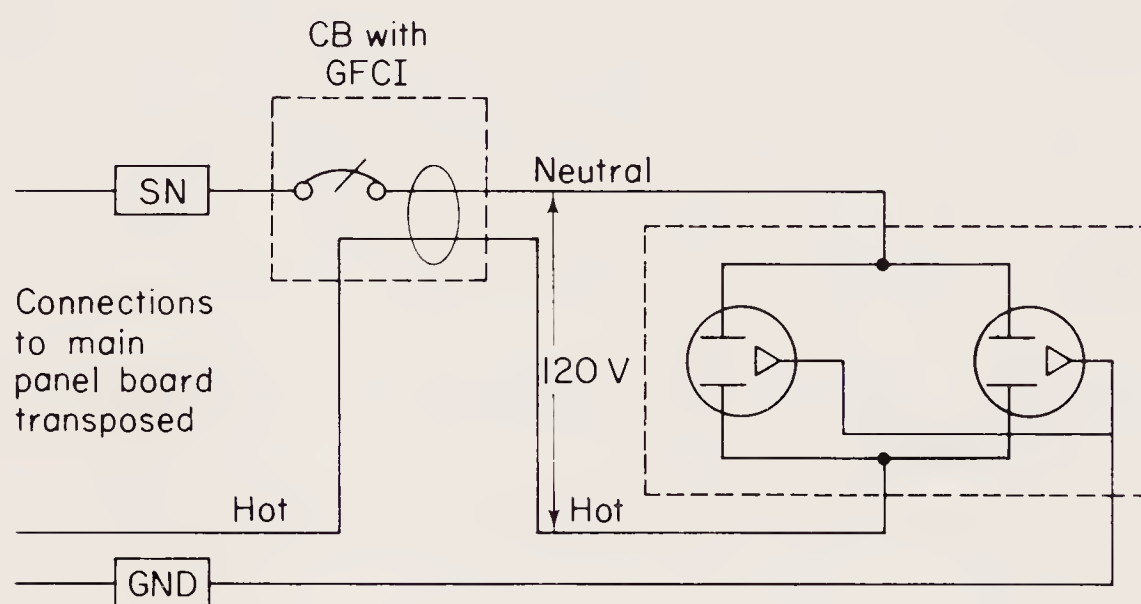 CB with
GFCI
SN
Neutral
Connections
to main
panel board
transposed
120 V
Hot
Hot
GND